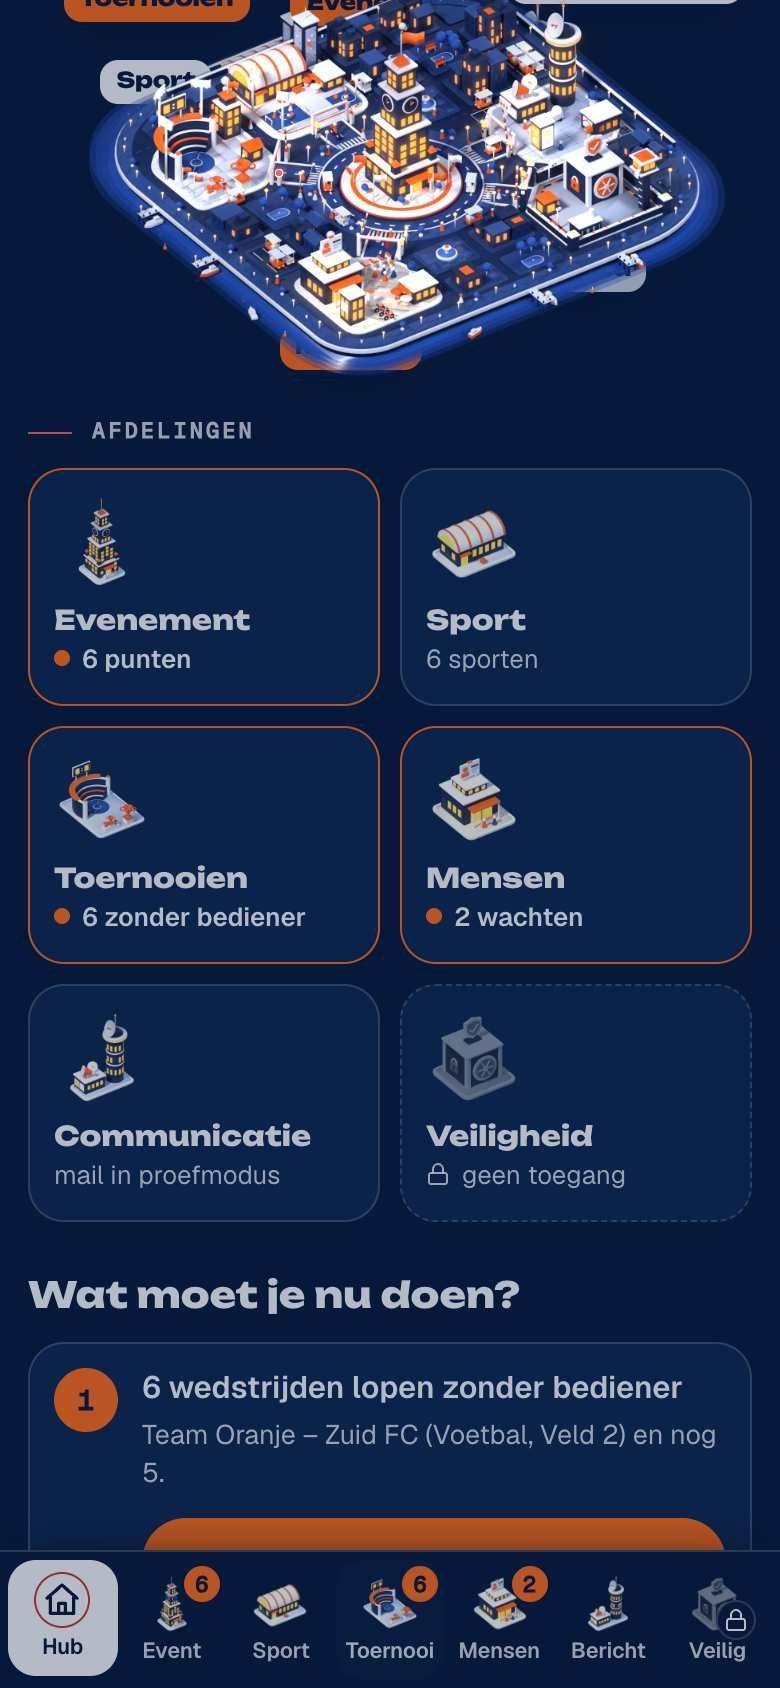 Toernooien
Even
Sport
AFDELINGEN
Evenement
6 punten
Sport
6 sporten
Toernooien
6 zonder bediener
Mensen
2 wachten
Communicatie
mail in proefmodus
Veiligheid
geen toegang
Wat moet je nu doen?
1
6 wedstrijden lopen zonder bediener
Team Oranje – Zuid FC (Voetbal, Veld 2) en nog
5.
6
6
2
Hub
Event
Sport
Toernooi
Mensen
Bericht
Veilig